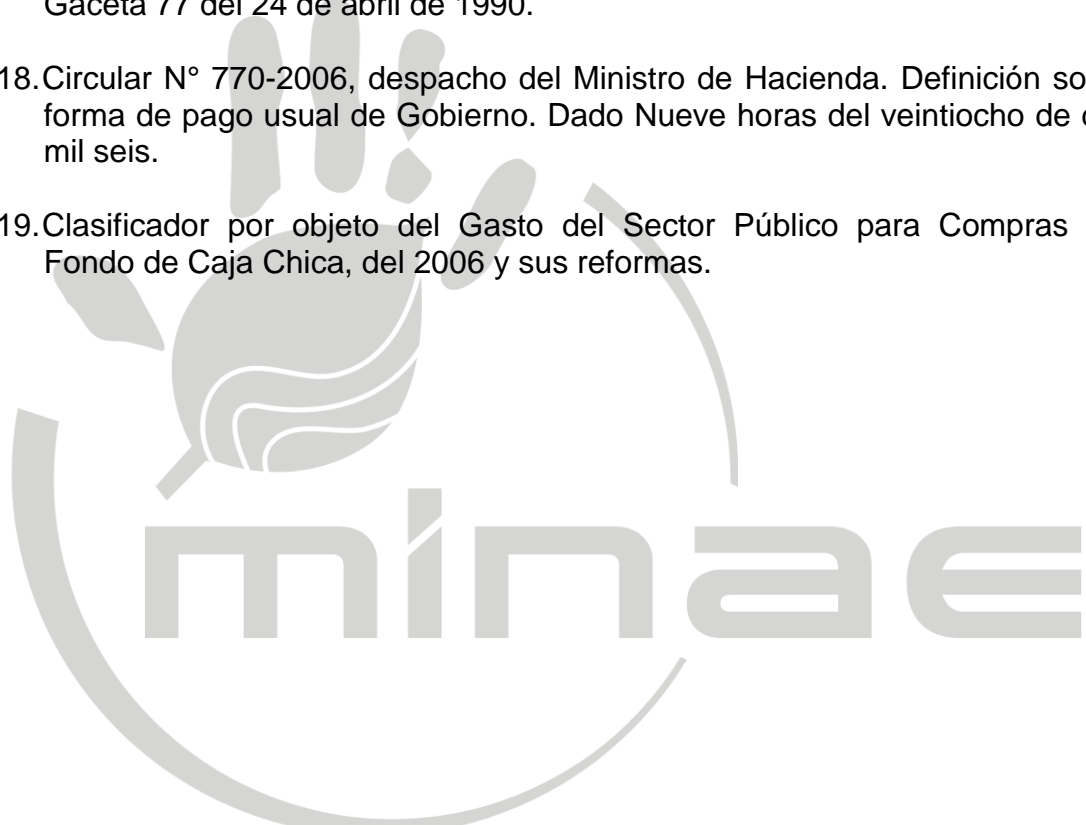 Gaceta 77 del 24 de abril de 1990.
18.Circular N° 770-2006, despacho del Ministro de Hacienda. Definición
forma de pago usual de Gobierno. Dado Nueve horas del veintiocho de
mil seis.
19.Clasificador por objeto del Gasto del Sector Público para Compras
Fondo de Caja Chica, del 2006 y sus reformas.
minae